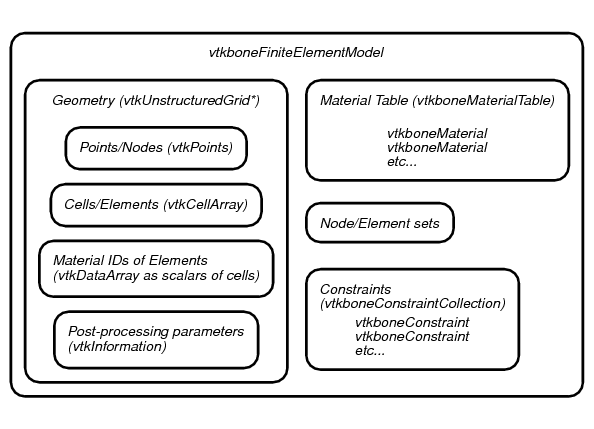 vtkboneFiniteElementModel
Geometry (vtkUnstructuredGrid*)
Points/Nodes (vtkPoints)
Cells/Elements (vtkCellArray)
Material IDs of Elements
(vtkDataArray as scalars of cells)
Post-processing parameters
(vtkInformation)
Material Table (vtkboneMaterialTable)
vtkboneMaterial
vtkboneMaterial
etc...
Node/Element sets
Constraints
(vtkboneConstraintCollection)
vtkboneConstraint
vtkboneConstraint
etc...